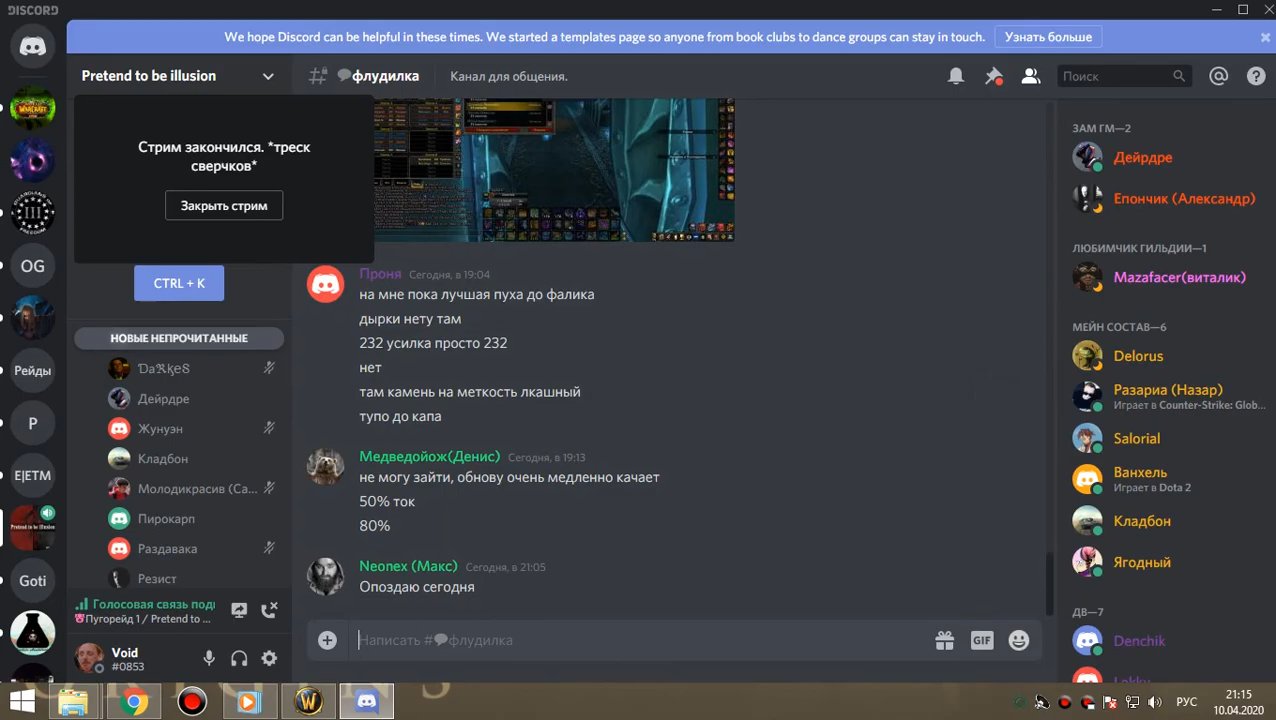 DISCORD
We hope Discord can be helpful in these times. We started a templates page so anyone from book clubs to dance groups can stay in touch.
Узнать больше
Pretend to be illusion
флудилка
Канал для общения.
Поиск
Стрим закончился. *треск
сверчков*
Закрыть стрим
CTRL + K
НОВЫЕ НЕПРОЧИТАННЫЕ
ƊaƦƙeȢ
Дейрдре
Жунуэн
Кладбон
Молодикрасив (Са...
Пирокарп
Раздавака
Резист
Голосовая связь подк
Пугорейд 1 / Pretend to ...
Void
#0853
OG
Рейды
P
E|ETM
Pretend to be illusion
Goti
Проня Сегодня, в 19:04
на мне пока лучшая пуха до фалика
дырки нету там
232 усилка просто 232
нет
там камень на меткость лкашный
тупо до капа
Медведойож(Денис) Сегодня, в 19:13
не могу зайти, обнову очень медленно качает
50% ток
80%
Neonex (Макс) Сегодня, в 21:05
Опоздаю сегодня
Написать #флудилка
GIF
ЗАМ ГМ—2
Дейрдре
Епончик (Александр)
ЛЮБИМЧИК ГИЛЬДИИ—1
Mazafacer(виталик)
МЕЙН СОСТАВ—6
Delorus
Разариа (Назар)
Играет в Counter-Strike: Glob...
Salorial
Ванхель
Играет в Dota 2
Кладбон
Ягодный
ДВ—7
Denchik
РУС
21:15
10.04.2020